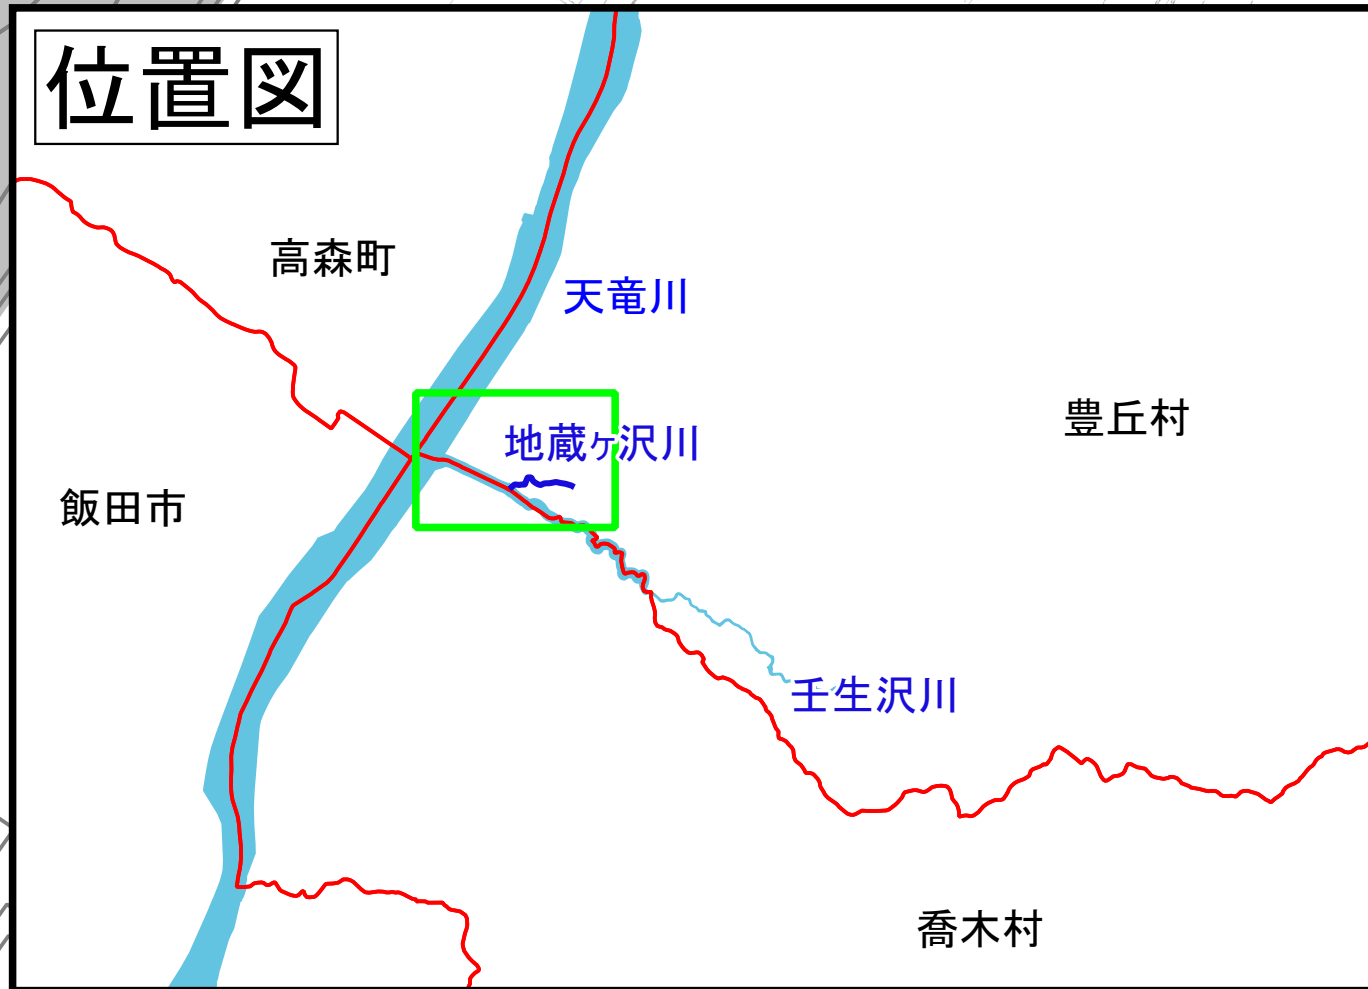 位置図
高森町
天竜川
豊丘村
地蔵ヶ沢川
飯田市
壬生沢川
喬木村